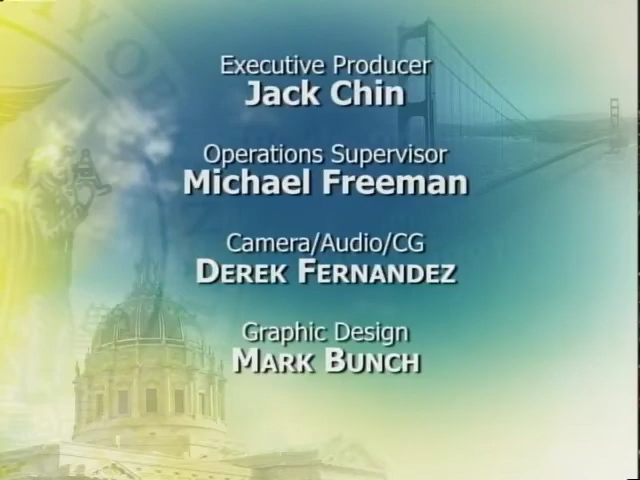 Executive Producer
Jack Chin
Operations Supervisor
Michael Freeman
Camera/Audio/CG
DEREK FERNANDEZ
Graphic Design
MARK BUNCH